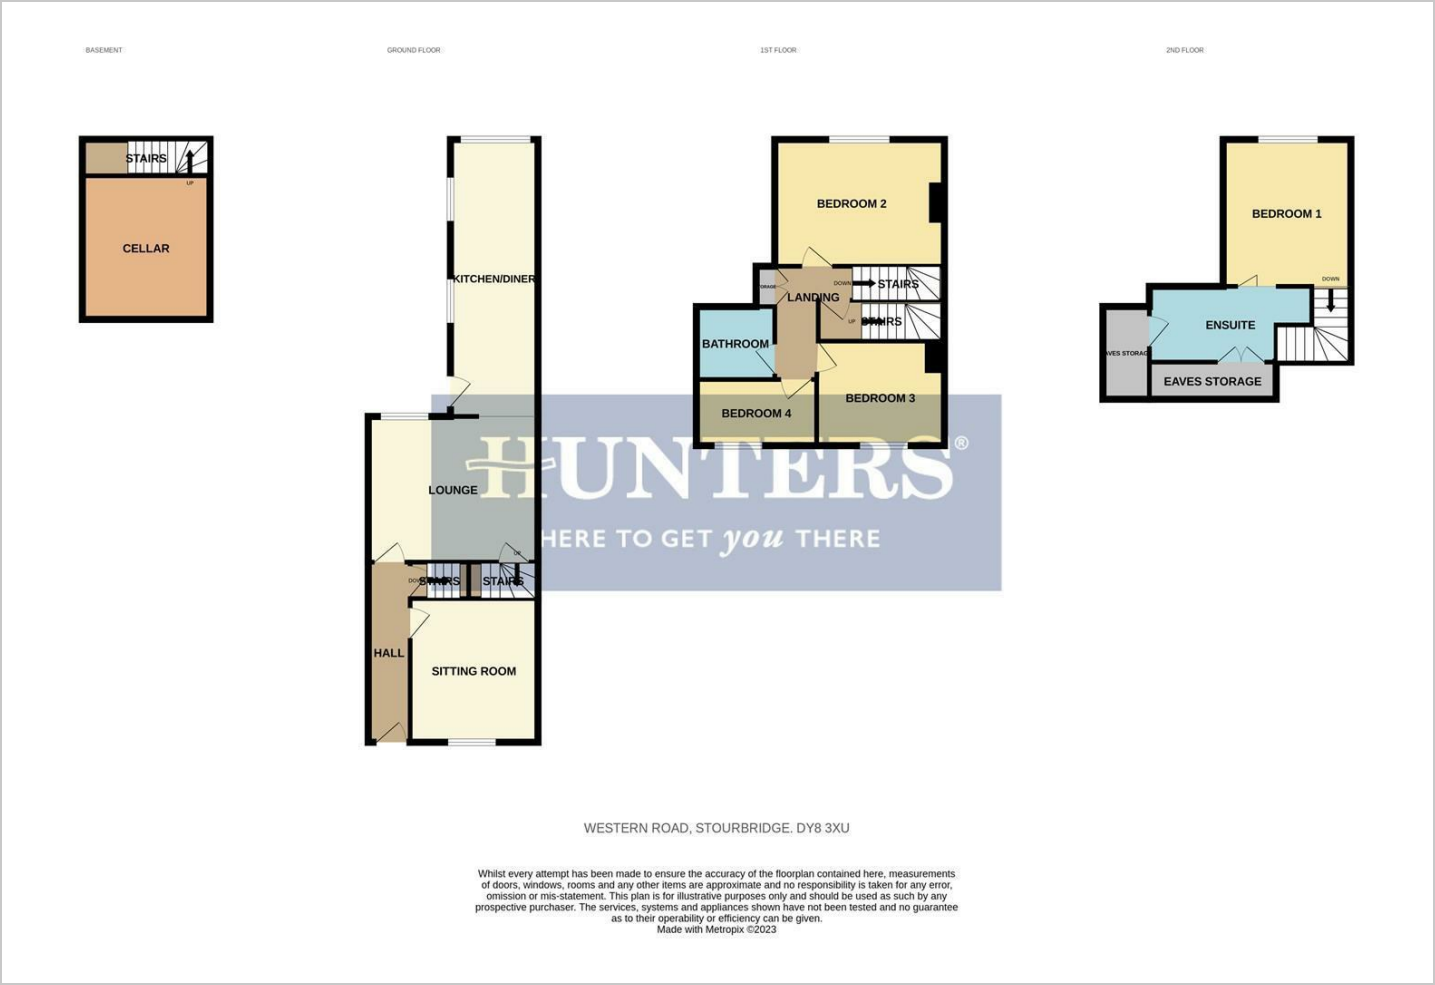 BASEMENT
GROUND FLOOR
1ST FLOOR
2ND FLOOR
STAIRS
UP
CELLAR
KITCHEN/DINER
LOUNGE
UP
DOWN
STAIRS
STAIRS
HALL
SITTING ROOM
BEDROOM 2
DOWN
STAIRS
LANDING
UP
STAIRS
BATHROOM
BEDROOM 3
BEDROOM 4
BEDROOM 1
DOWN
ENSUITE
EAVES STORAGE
HUNTERS®
HERE TO GET you THERE
WESTERN ROAD, STOURBRIDGE. DY8 3XU
Whilst every attempt has been made to ensure the accuracy of the floorplan contained here, measurements
of doors, windows, rooms and any other items are approximate and no responsibility is taken for any error,
omission or mis-statement. This plan is for illustrative purposes only and should be used as such by any
prospective purchaser. The services, systems and appliances shown have not been tested and no guarantee
as to their operability or efficiency can be given.
Made with Metropix ©2023